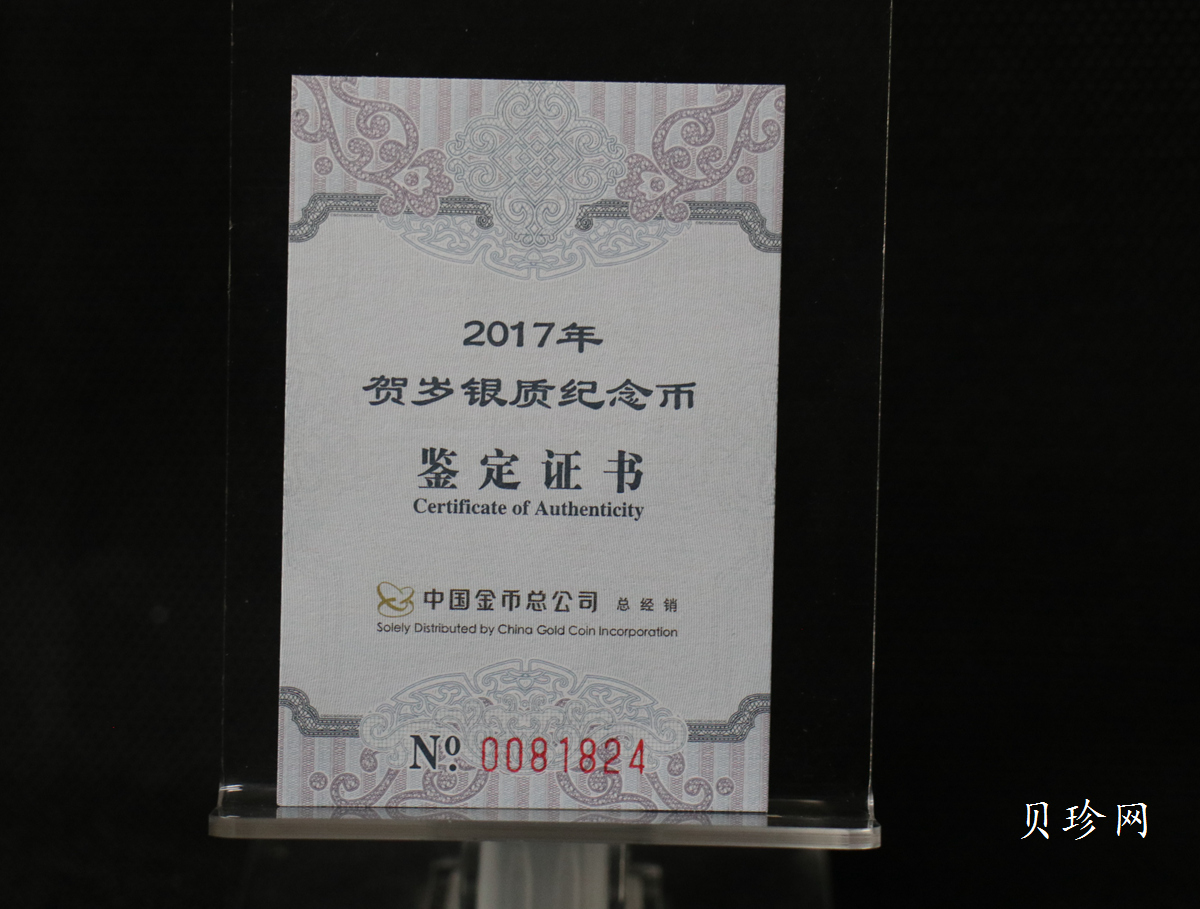 2017年
贺岁银质纪念币
鉴定证书
Certificate of Authenticity
中国金币总公司 总经销
Solely Distributed by China Gold Coin Incorporation
Nº. 0081824
贝珍网